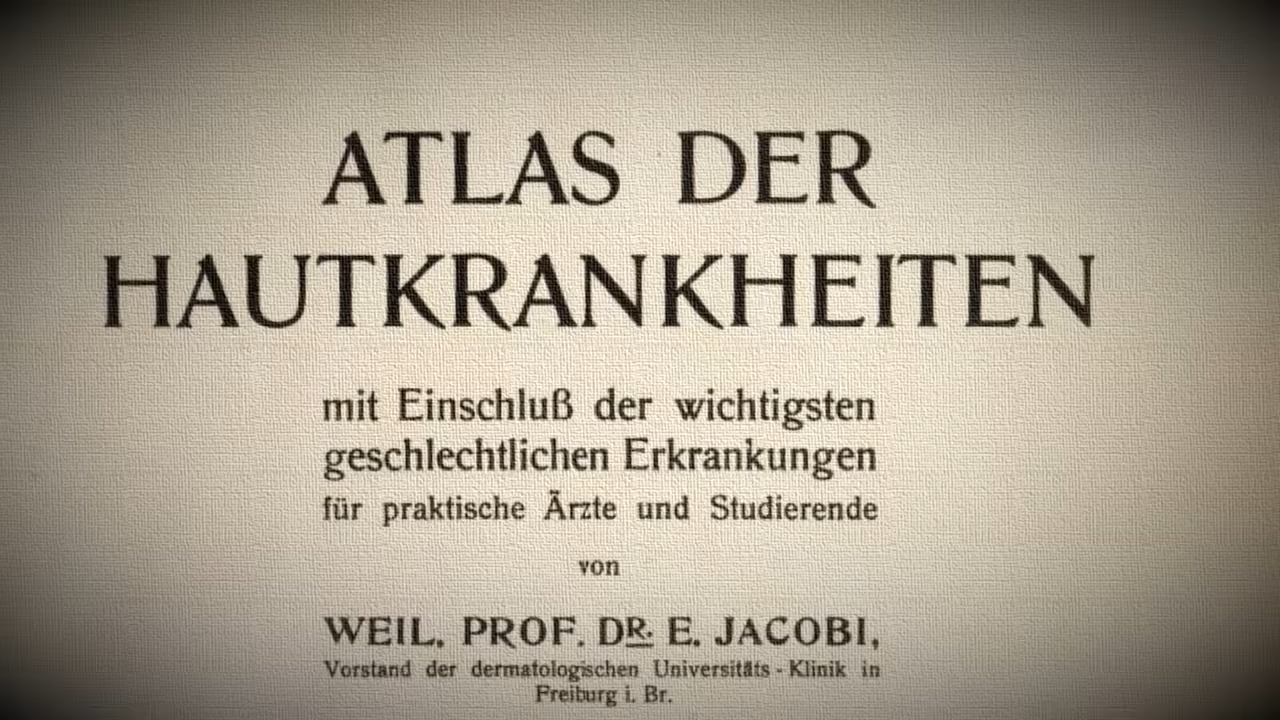 ATLAS DER
HAUTKRANKHEITEN
mit Einschluß der wichtigsten
geschlechtlichen Erkrankungen
für praktische Ärzte und Studierende
von
WEIL. PROF. DR. E. JACOBI,
Vorstand der dermatologischen Universitäts - Klinik in
Freiburg i. Br.